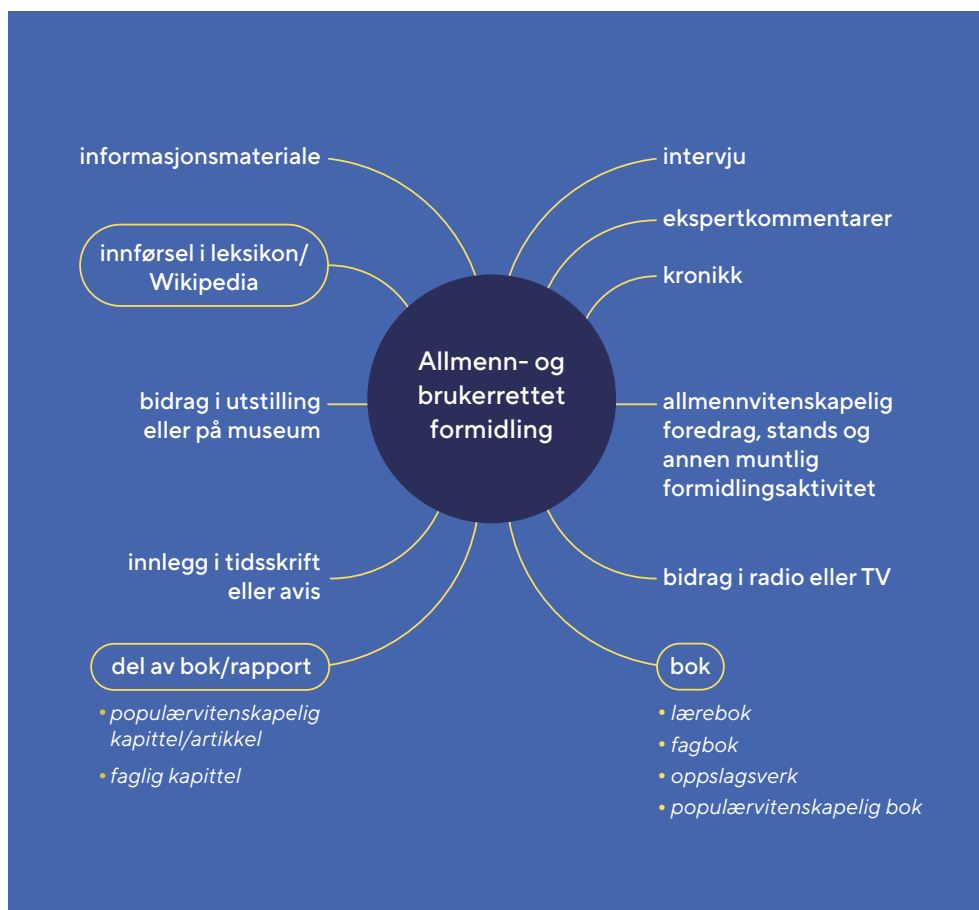 informasjonsmateriale
innførsel i leksikon/
Wikipedia
bidrag i utstilling
eller på museum
innlegg i tidsskrift
eller avis
del av bok/rapport
• populærvitenskapelig
kapittel/artikkel
• faglig kapittel
Allmenn- og
brukerrettet
formidling
intervju
ekspertkommentarer
kronikk
allmennvitenskapelig
foredrag, stands og
annen muntlig
formidlingsaktivitet
bidrag i radio eller TV
bok
• lærebok
• fagbok
• oppslagsverk
• populærvitenskapelig bok